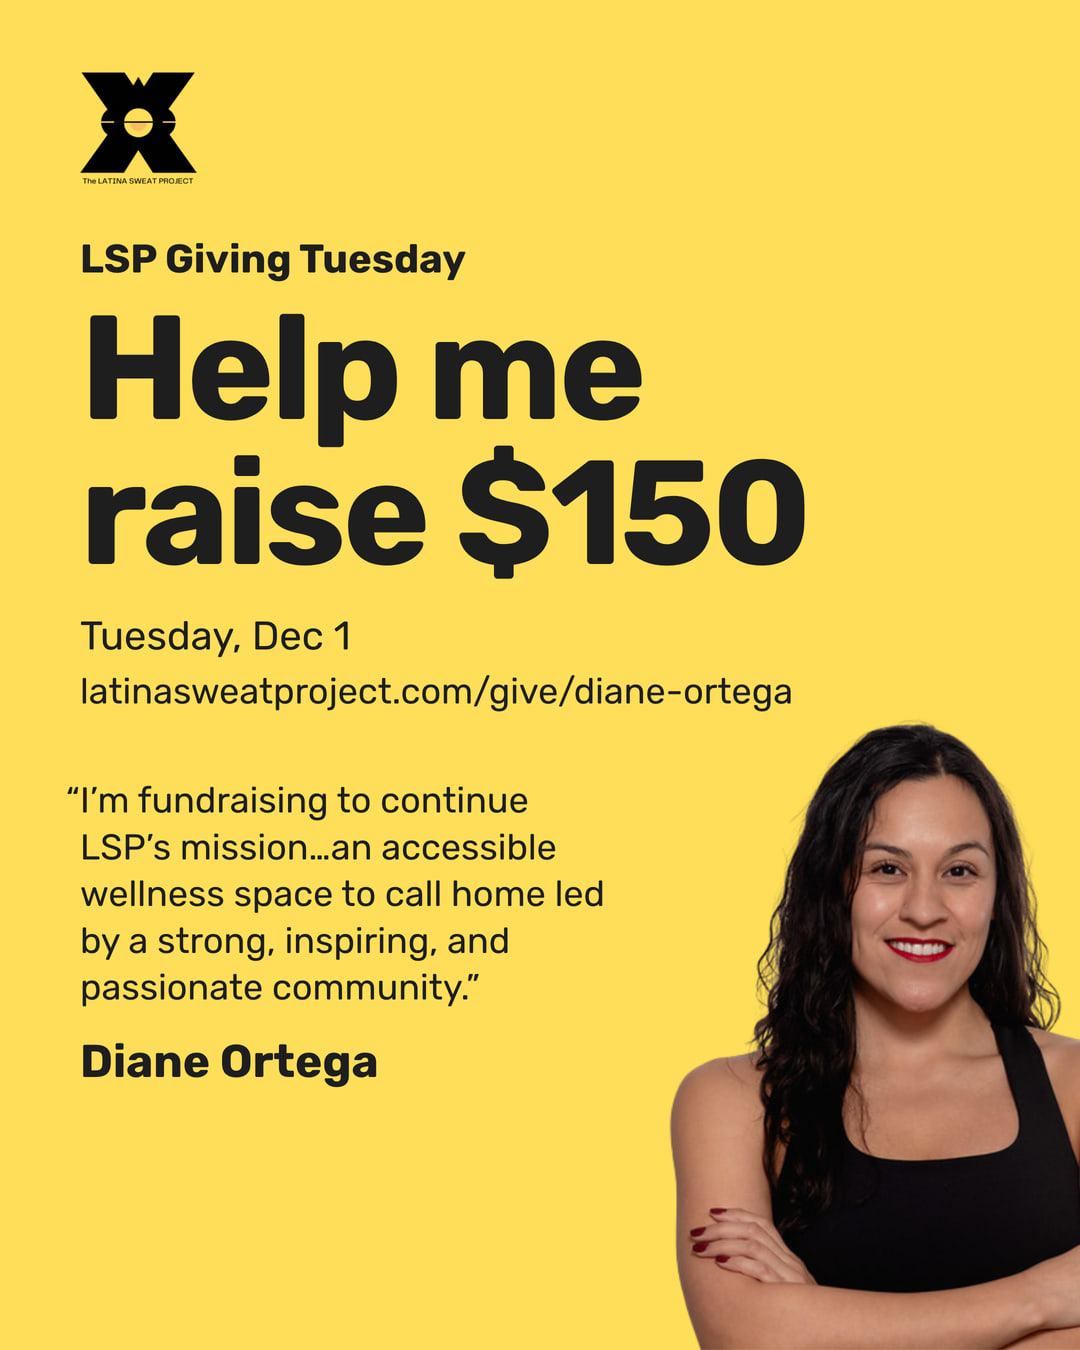 The LATINA SWEAT PROJECT
LSP Giving Tuesday
Help me
raise $150
Tuesday, Dec 1
latinasweatproject.com/give/diane-ortega
“I’m fundraising to continue
LSP’s mission...an accessible
wellness space to call home led
by a strong, inspiring, and
passionate community.”
Diane Ortega